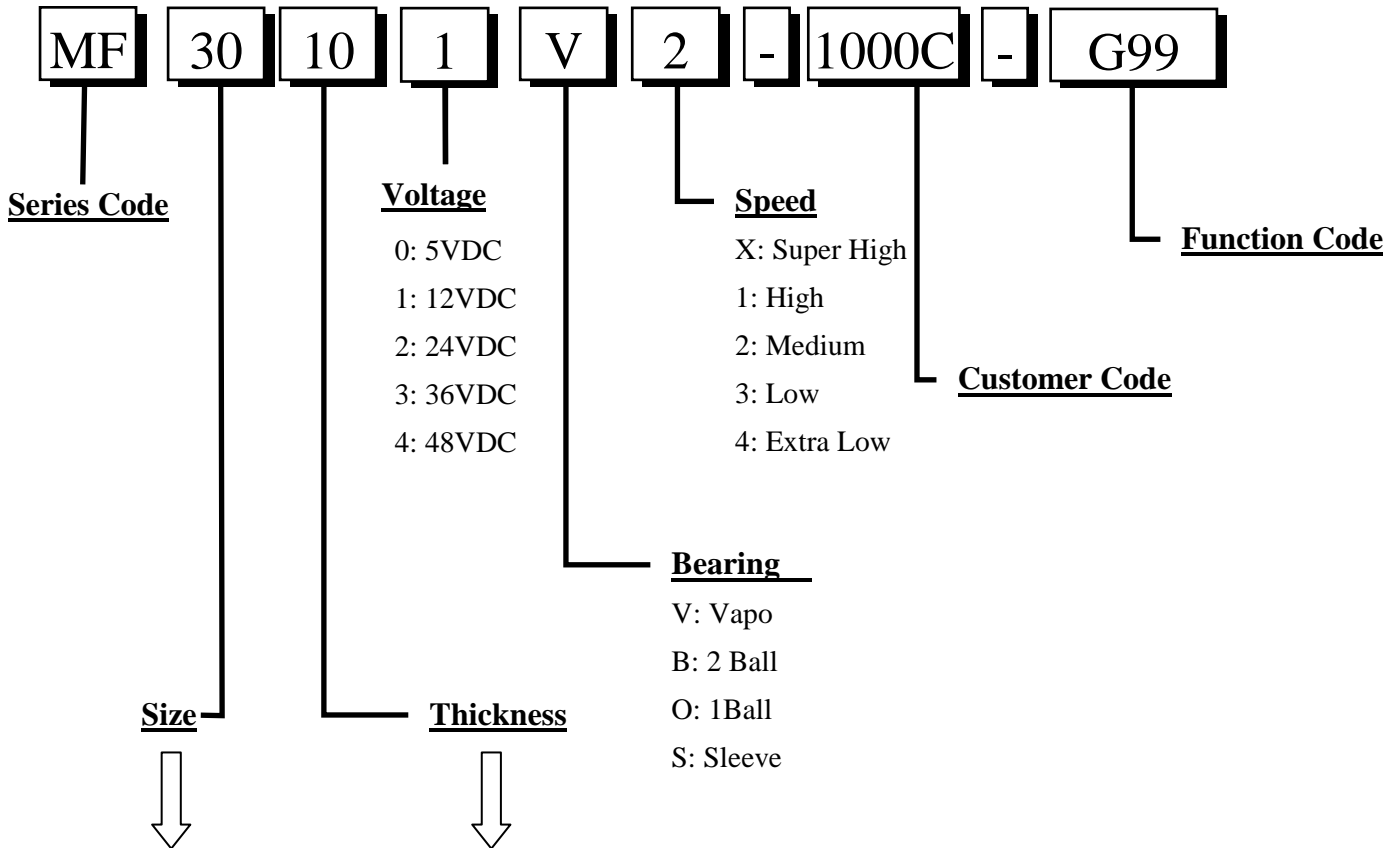 MF 30 10 1 V 2 - 1000C - G99
Series Code
Voltage
0: 5VDC
1: 12VDC
2: 24VDC
3: 36VDC
4: 48VDC
Speed
X: Super High
1: High
2: Medium
3: Low
4: Extra Low
Function Code
Customer Code
Bearing
V: Vapo
B: 2 Ball
O: 1Ball
S: Sleeve
Size
Thickness